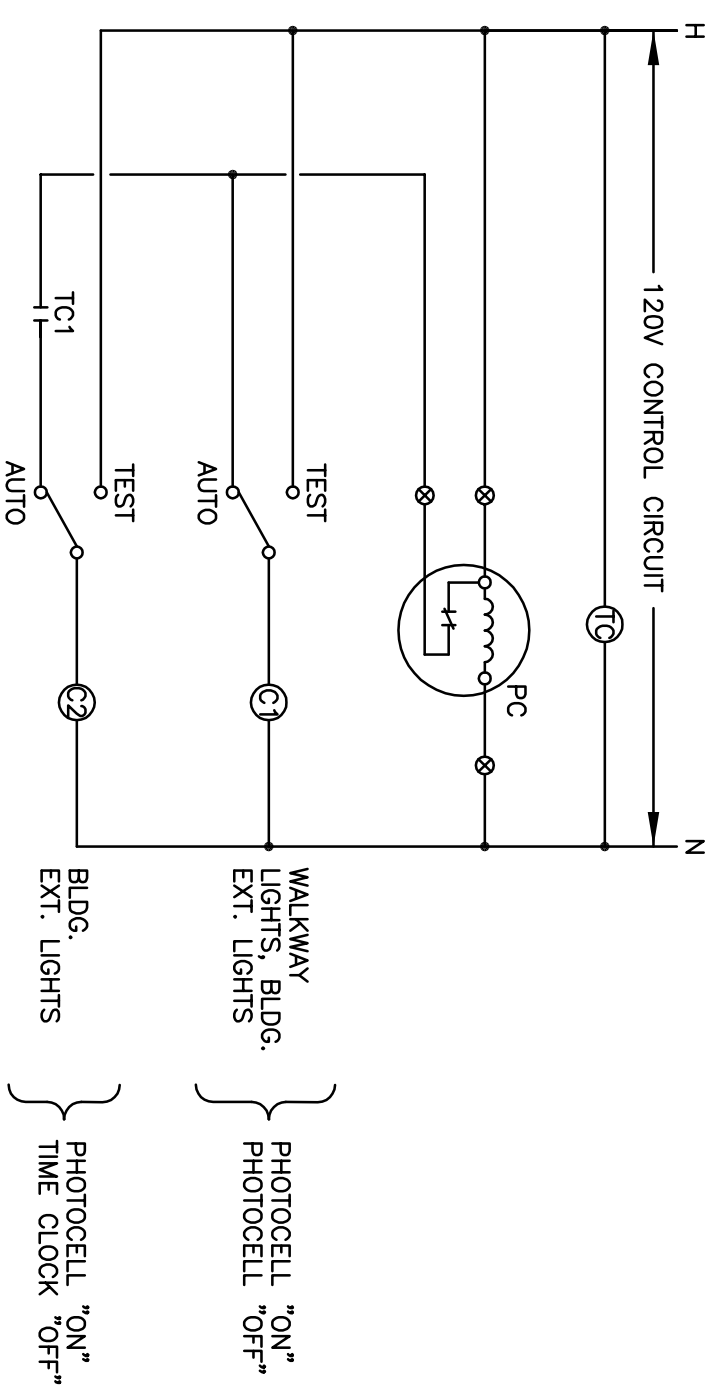 H
120V CONTROL CIRCUIT
N
TC
PC
TEST
AUTO
C1
WALKWAY
LIGHTS, BLDG.
EXT. LIGHTS
PHOTOCELL "ON"
PHOTOCELL "OFF"
TC1
TEST
AUTO
C2
BLDG.
EXT. LIGHTS
PHOTOCELL "ON"
TIME CLOCK "OFF"